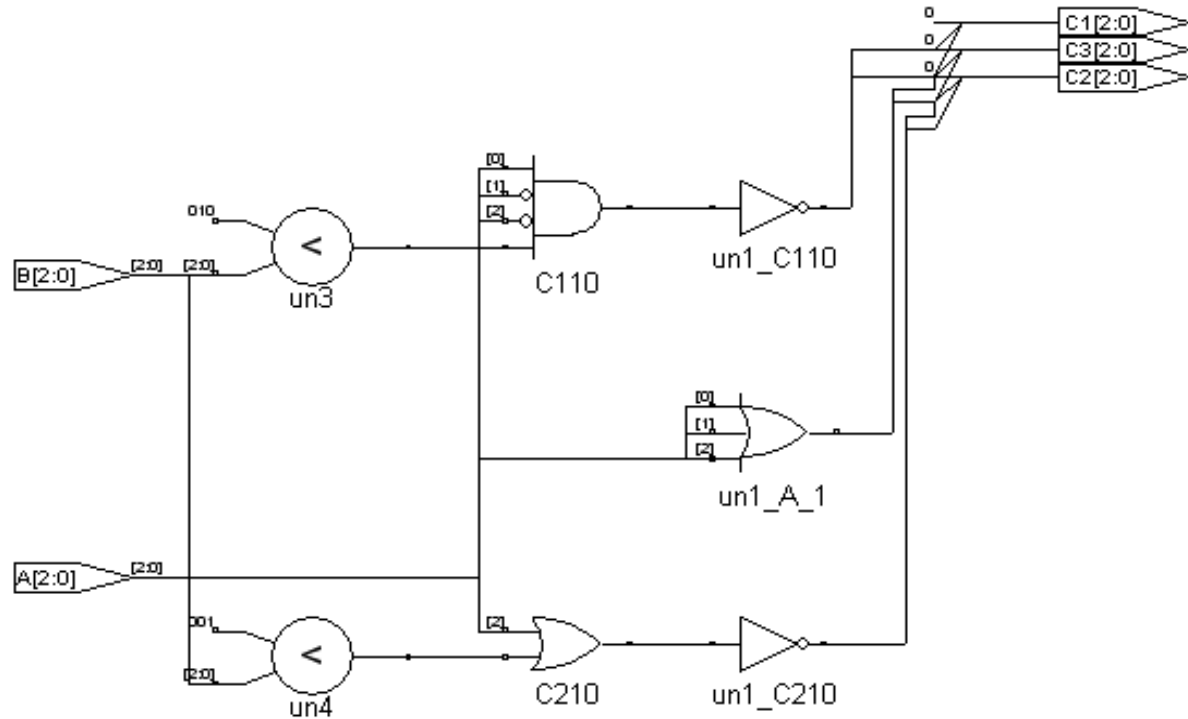 0
C1[2:0]
0
C3[2:0]
0
C2[2:0]
[0]
[1]
[2]
010
<
B[2:0]
[2:0]
[2:0]
un3
C110
un1_C110
[0]
[1]
[2]
un1_A_1
A[2:0]
[2:0]
001
[2]
<
[2:0]
un4
C210
un1_C210